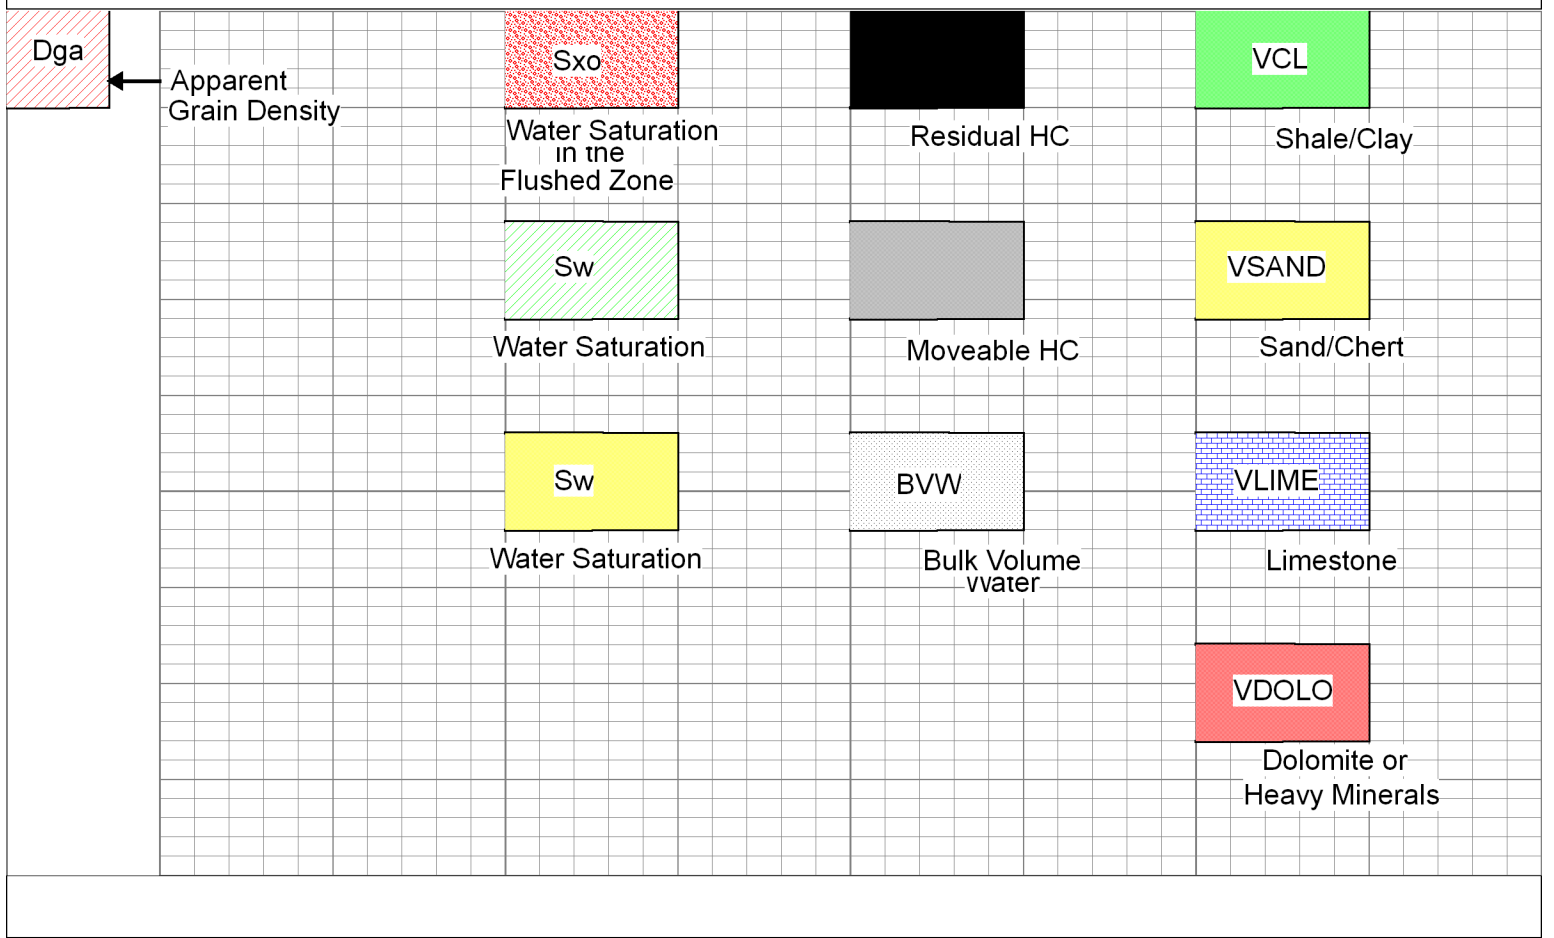 Dga
Apparent
Grain Density
Sxo
Water Saturation
in the
Flushed Zone
Residual HC
VCL
Shale/Clay
Sw
Water Saturation
Moveable HC
VSAND
Sand/Chert
Sw
Water Saturation
BVW
Bulk Volume
Water
VLIME
Limestone
VDOLO
Dolomite or
Heavy Minerals